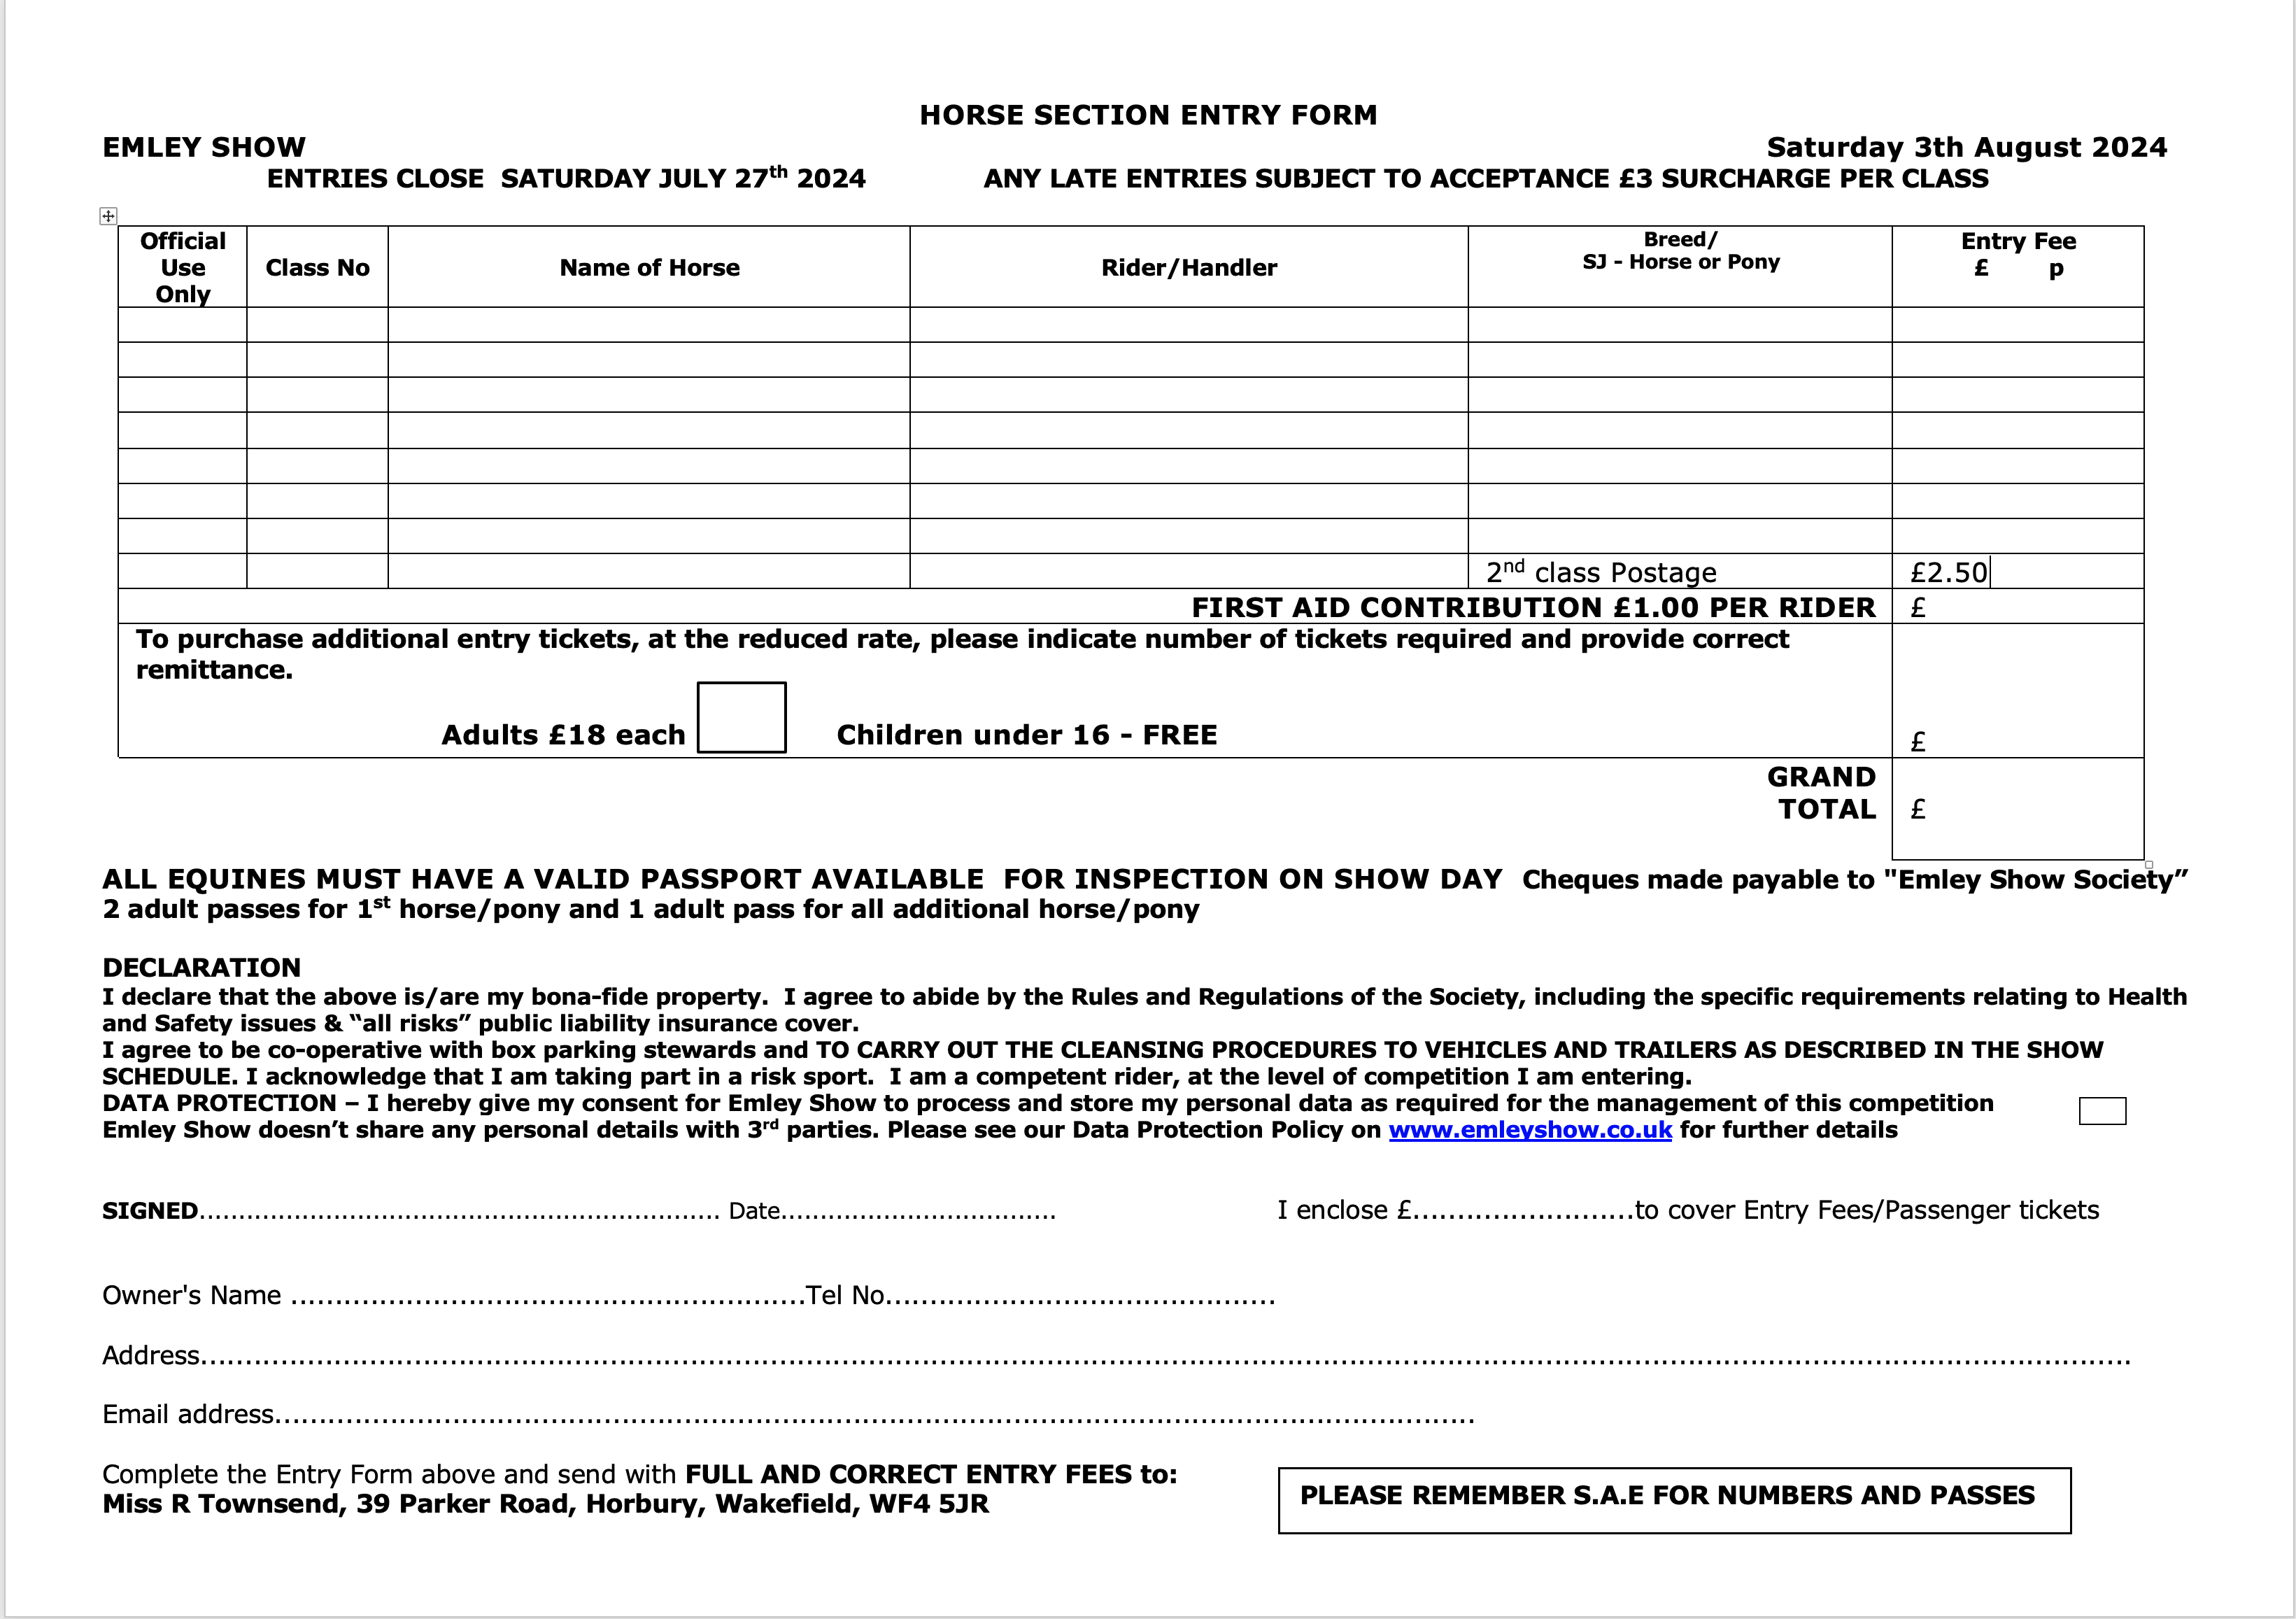 HORSE SECTION ENTRY FORM
EMLEY SHOW Saturday 3th August 2024
ENTRIES CLOSE SATURDAY JULY 27th 2024 ANY LATE ENTRIES SUBJECT TO ACCEPTANCE £3 SURCHARGE PER CLASS
Official Use Only
Class No
Name of Horse
Rider/Handler
Breed/
SJ - Horse or Pony
Entry Fee
£ p
2nd class Postage £2.50
FIRST AID CONTRIBUTION £1.00 PER RIDER £
To purchase additional entry tickets, at the reduced rate, please indicate number of tickets required and provide correct
remittance.
Adults £18 each Children under 16 - FREE £
GRAND
TOTAL £
ALL EQUINES MUST HAVE A VALID PASSPORT AVAILABLE FOR INSPECTION ON SHOW DAY Cheques made payable to "Emley Show Society”
2 adult passes for 1st horse/pony and 1 adult pass for all additional horse/pony
DECLARATION
I declare that the above is/are my bona-fide property. I agree to abide by the Rules and Regulations of the Society, including the specific requirements relating to Health
and Safety issues & “all risks” public liability insurance cover.
I agree to be co-operative with box parking stewards and TO CARRY OUT THE CLEANSING PROCEDURES TO VEHICLES AND TRAILERS AS DESCRIBED IN THE SHOW
SCHEDULE. I acknowledge that I am taking part in a risk sport. I am a competent rider, at the level of competition I am entering.
DATA PROTECTION – I hereby give my consent for Emley Show to process and store my personal data as required for the management of this competition
Emley Show doesn’t share any personal details with 3rd parties. Please see our Data Protection Policy on www.emleyshow.co.uk for further details
SIGNED................................................................ Date.................................. I enclose £.........................to cover Entry Fees/Passenger tickets
Owner's Name ..........................................................Tel No............................................
Address.........................................................................................................................................................................................................................
Email address.......................................................................................................................................
Complete the Entry Form above and send with FULL AND CORRECT ENTRY FEES to:
Miss R Townsend, 39 Parker Road, Horbury, Wakefield, WF4 5JR
PLEASE REMEMBER S.A.E FOR NUMBERS AND PASSES